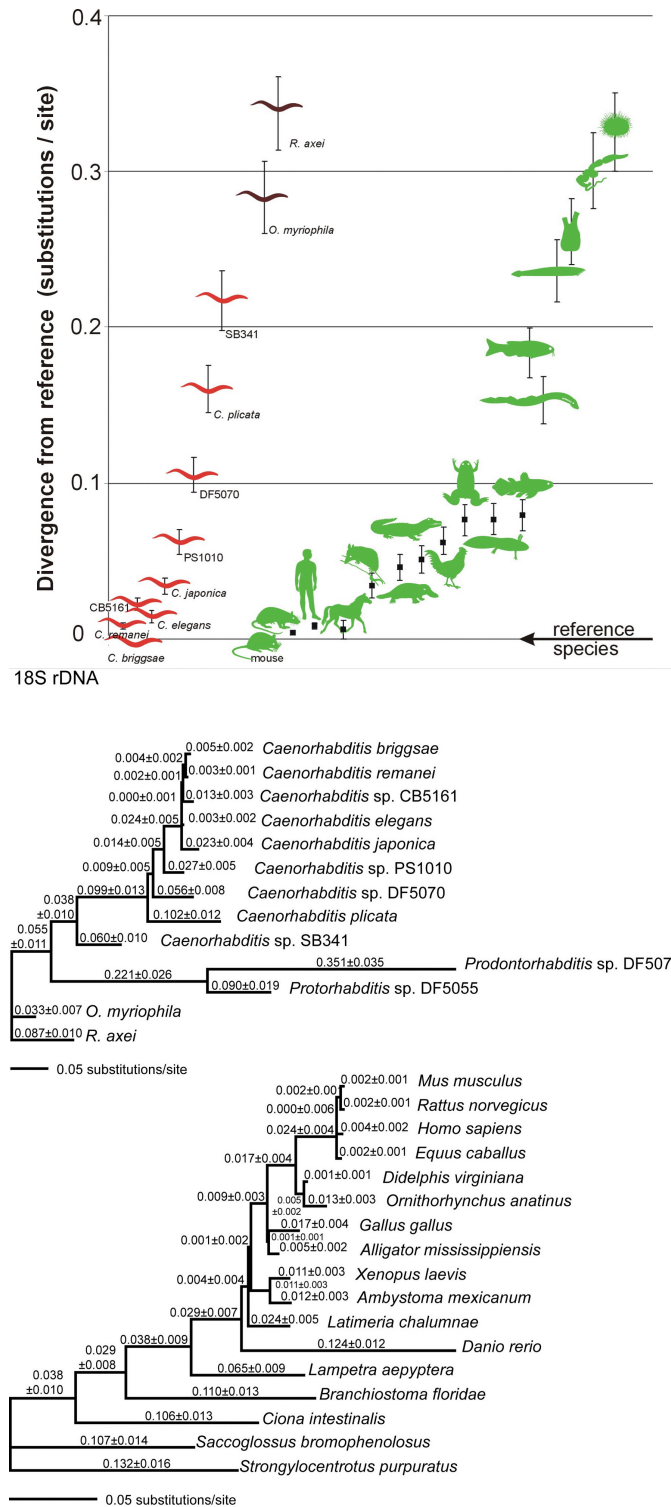 0.4
0.3
0.2
0.1
0
Divergence from reference (substitutions / site)
R. axei
O. myriophila
SB341
C. plicata
DF5070
PS1010
C. japonica
CB5161
C. elegans
C. remanei
C. briggsae
mouse
reference
species
18S rDNA
0.005±0.002 Caenorhabditis briggsae
0.004±0.002
0.003±0.001 Caenorhabditis remanei
0.002±0.001
0.013±0.003 Caenorhabditis sp. CB5161
0.000±0.001
0.003±0.002 Caenorhabditis elegans
0.024±0.005
0.023±0.004 Caenorhabditis japonica
0.014±0.005
0.027±0.005 Caenorhabditis sp. PS1010
0.009±0.005
0.099±0.013 0.056±0.008 Caenorhabditis sp. DF5070
0.038
±0.010
0.102±0.012 Caenorhabditis plicata
0.055
±0.011
0.060±0.010 Caenorhabditis sp. SB341
0.351±0.035 Prodontorhabditis sp. DF507
0.221±0.026
0.090±0.019 Protorhabditis sp. DF5055
0.033±0.007 O. myriophila
0.087±0.010 R. axei
0.05 substitutions/site
0.002±0.001 Mus musculus
0.002±0.001
0.002±0.001 Rattus norvegicus
0.000±0.006
0.004±0.002 Homo sapiens
0.024±0.004
0.002±0.001 Equus caballus
0.017±0.004
0.001±0.001 Didelphis virginiana
0.009±0.003
0.005
±0.002
0.013±0.003 Ornithorhynchus anatinus
0.017±0.004 Gallus gallus
0.001±0.001
0.001±0.002
0.005±0.002 Alligator mississippiensis
0.011±0.003 Xenopus laevis
0.004±0.004
0.011±0.003
0.012±0.003 Ambystoma mexicanum
0.029±0.007
0.024±0.005 Latimeria chalumnae
0.038±0.009
0.124±0.012 Danio rerio
0.029
±0.008
0.065±0.009 Lampetra aepyptera
0.038
±0.010
0.110±0.013 Branchiostoma floridae
0.106±0.013 Ciona intestinalis
0.107±0.014 Saccoglossus bromophenolosus
0.132±0.016 Strongylocentrotus purpuratus
0.05 substitutions/site